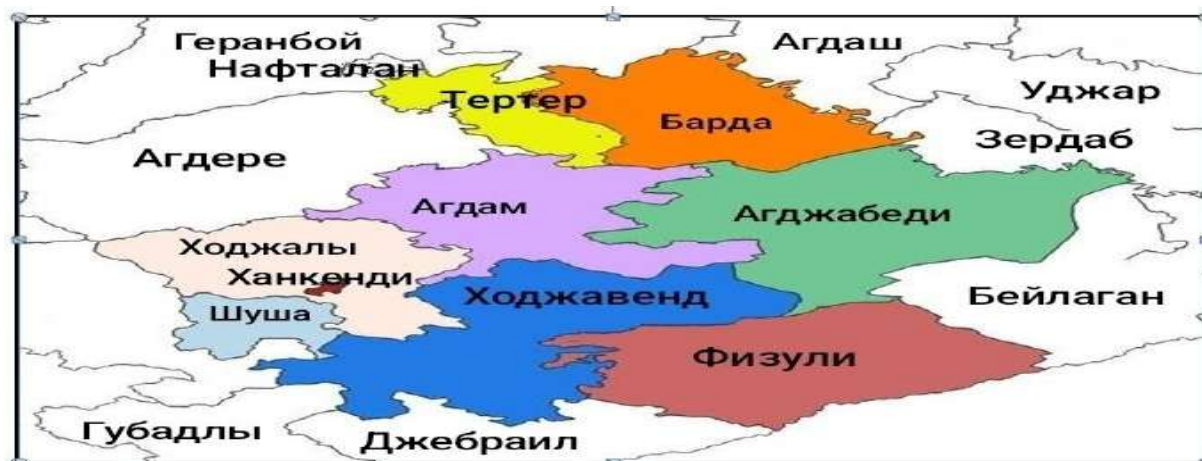 Геранбой
Агдаш
Нафталан
Тертер
Уджар
Барда
Зердаб
Агдере
Агдам
Агджабеди
Ходжалы
Ханкенди
Ходжавенд
Бейлаган
Шуша
Физули
Губадлы
Джебраил